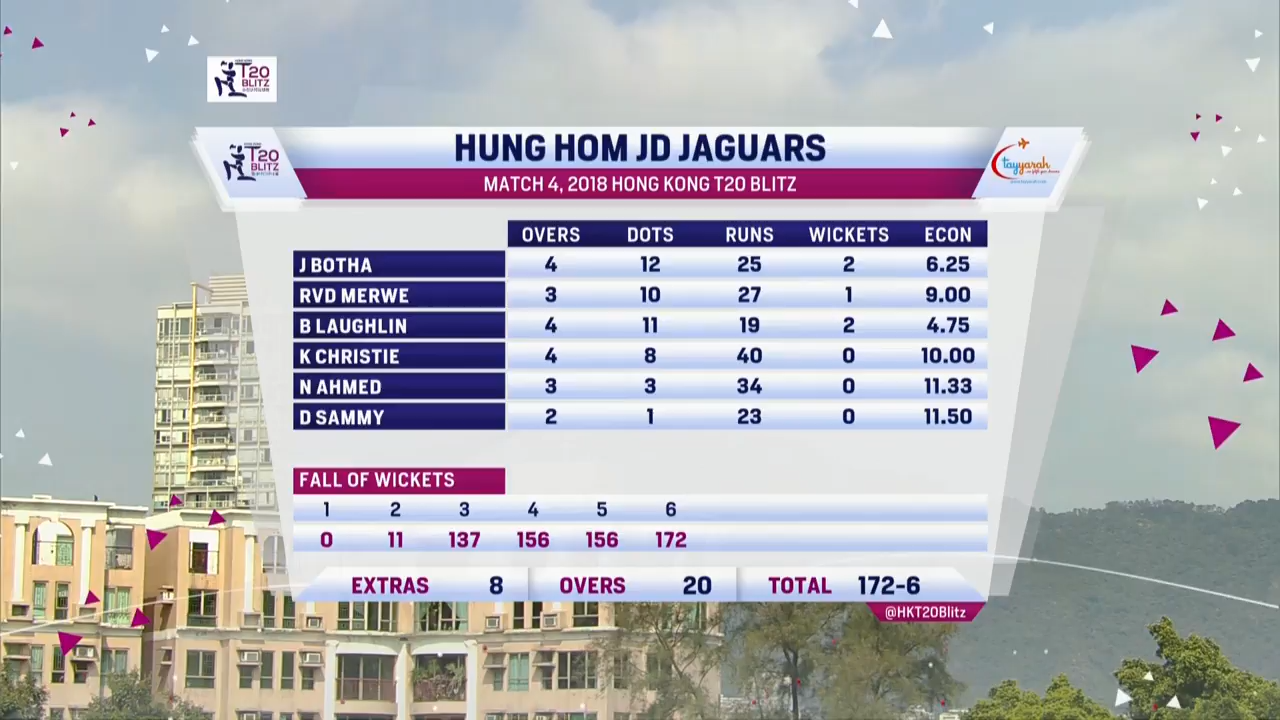 T20
BLITZ
T20
BLITZ
HUNG HOM JD JAGUARS
tayyarah
MATCH 4, 2018 HONG KONG T20 BLITZ
OVERS DOTS RUNS WICKETS ECON
J BOTHA 4 12 25 2 6.25
RVD MERWE 3 10 27 1 9.00
B LAUGHLIN 4 11 19 2 4.75
K CHRISTIE 4 8 40 0 10.00
N AHMED 3 3 34 0 11.33
D SAMMY 2 1 23 0 11.50
FALL OF WICKETS
1 2 3 4 5 6
0 11 137 156 156 172
EXTRAS 8 OVERS 20 TOTAL 172-6
@HKT20Blitz